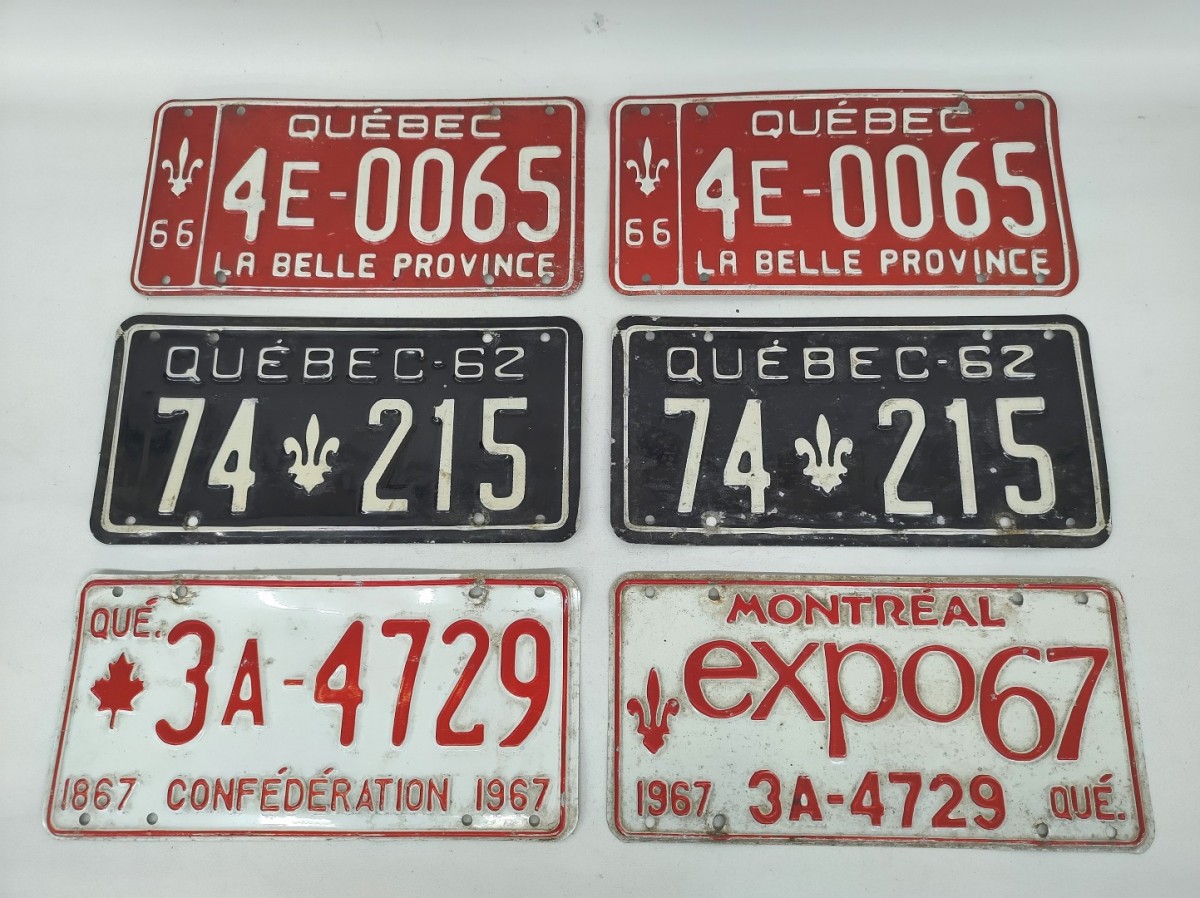 QUÉBEC
4E-0065
66
LA BELLE PROVINCE
QUÉBEC
4E-0065
66
LA BELLE PROVINCE
QUÉBEC-62
74 215
QUÉBEC-62
74 215
QUÉ.
3A-4729
1867 CONFÉDÉRATION 1967
MONTRÉAL
expo67
1967 3A-4729 QUÉ.